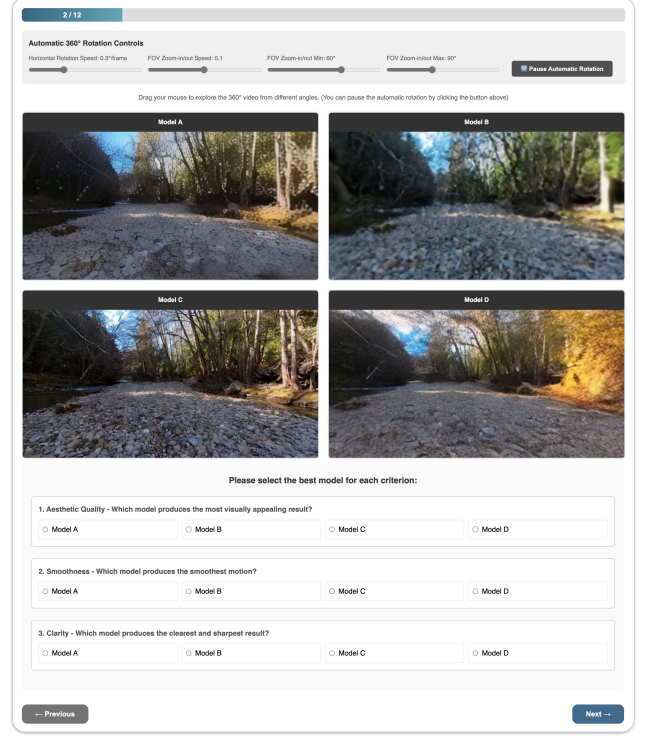 2 / 12
Automatic 360° Rotation Controls
Horizontal Rotation Speed: 0.3°/frame
FOV Zoom-in/out Speed: 0.1
FOV Zoom-in/out Min: 60°
FOV Zoom-in/out Max: 90°
Pause Automatic Rotation
Drag your mouse to explore the 360° video from different angles. (You can pause the automatic rotation by clicking the button above)
Model A
Model B
Model C
Model D
Please select the best model for each criterion:
1. Aesthetic Quality - Which model produces the most visually appealing result?
Model A
Model B
Model C
Model D
2. Smoothness - Which model produces the smoothest motion?
Model A
Model B
Model C
Model D
3. Clarity - Which model produces the clearest and sharpest result?
Model A
Model B
Model C
Model D
← Previous
Next →